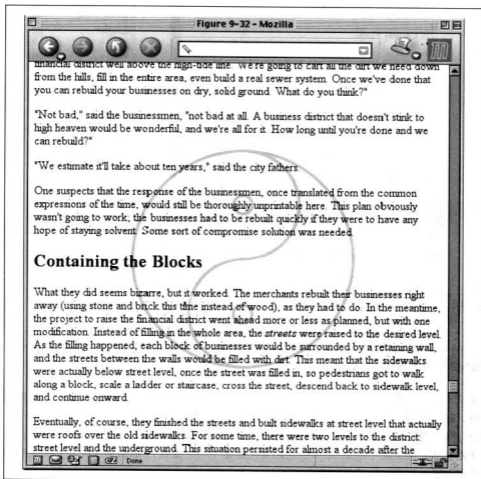 Figure 9-32 - Mozilla
financial district well above the high-tide line. We're going to cart all the dirt we need down
from the hills, fill in the entire area, even build a real sewer system. Once we've done that
you can rebuild your businesses on dry, solid ground. What do you think?"
"Not bad," said the businessmen, "not bad at all. A business district that doesn't stink to
high heaven would be wonderful, and we're all for it. How long until you're done and we
can rebuild?"
"We estimate it'll take about ten years," said the city fathers.
One suspects that the response of the businessmen, once translated from the common
expressions of the time, would still be thoroughly unprintable here. This plan obviously
wasn't going to work; the businesses had to be rebuilt quickly if they were to have any
hope of staying solvent. Some sort of compromise solution was needed.
Containing the Blocks
What they did seems bizarre, but it worked. The merchants rebuilt their businesses right
away (using stone and brick this time instead of wood), as they had to do. In the meantime,
the project to raise the financial district went ahead more or less as planned, but with one
modification. Instead of filling in the whole area, the streets were raised to the desired level.
As the filling happened, each block of businesses would be surrounded by a retaining wall,
and the streets between the walls would be filled with dirt. This meant that the sidewalks
were actually below street level, once the street was filled in, so pedestrians got to walk
along a block, scale a ladder or staircase, cross the street, descend back to sidewalk level,
and continue onward.
Eventually, of course, they finished the streets and built sidewalks at street level that actually
were roofs over the old sidewalks. For some time, there were two levels to the district:
street level and the underground. This situation persisted for almost a decade after the
Done